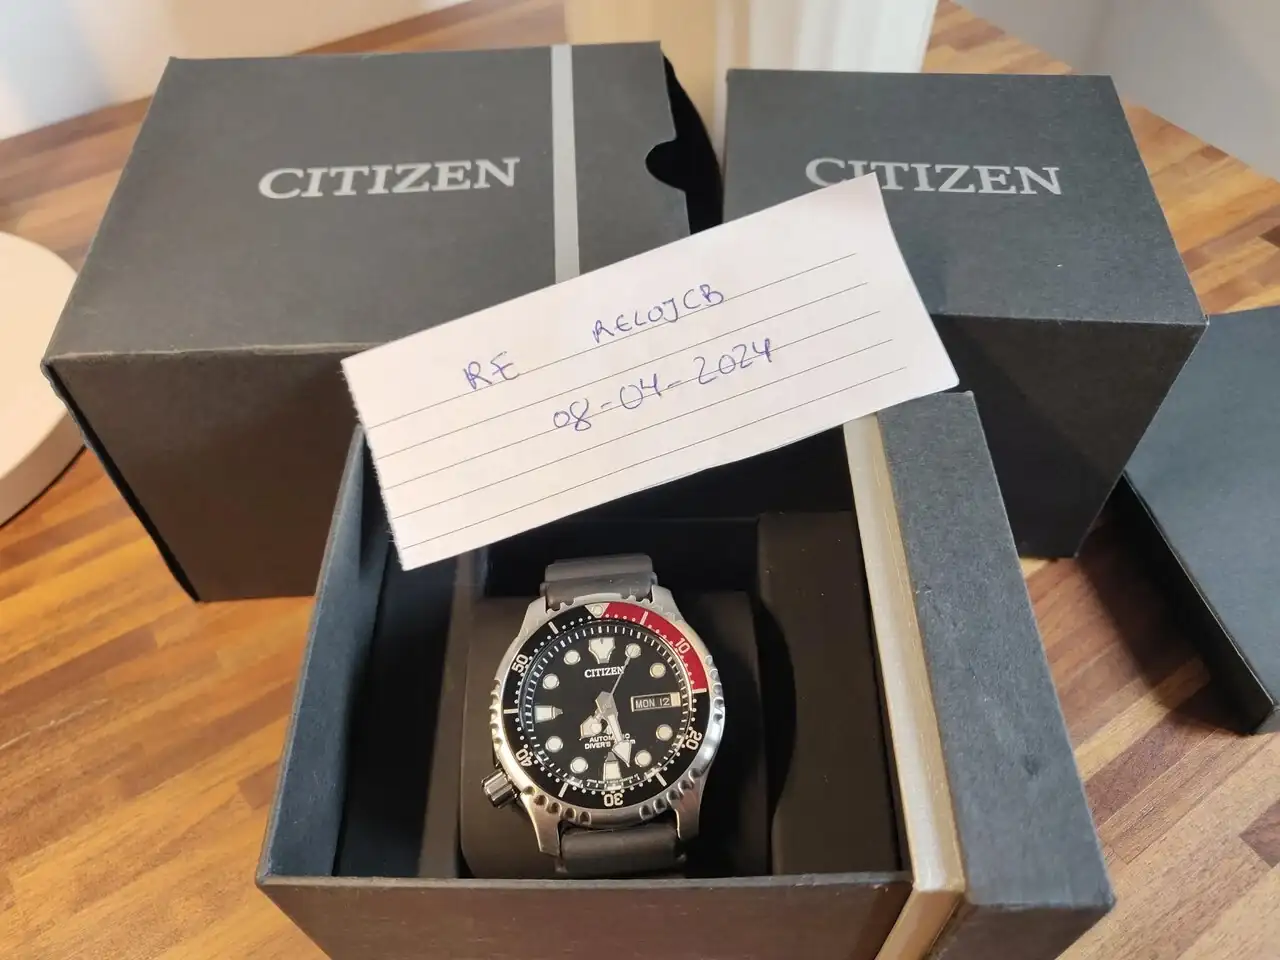 CITIZEN
CITIZEN
RE RELOJCB
08-04-2024
10
20
30
40
50
CITIZEN
MON 12
AUTOMATIC
DIVER'S